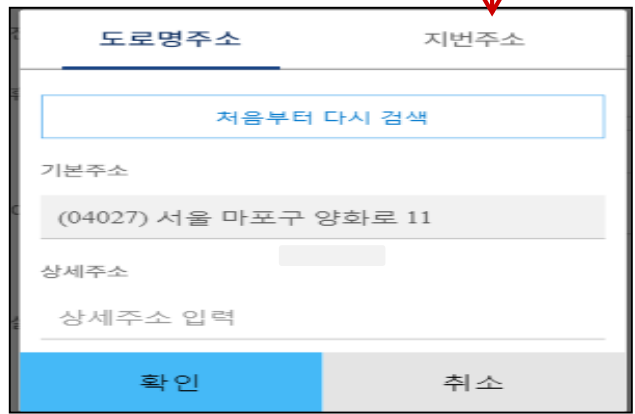 도로명주소 지번주소
처음부터 다시 검색
기본주소
(04027) 서울 마포구 양화로 11
상세주소
상세주소 입력
확인 취소